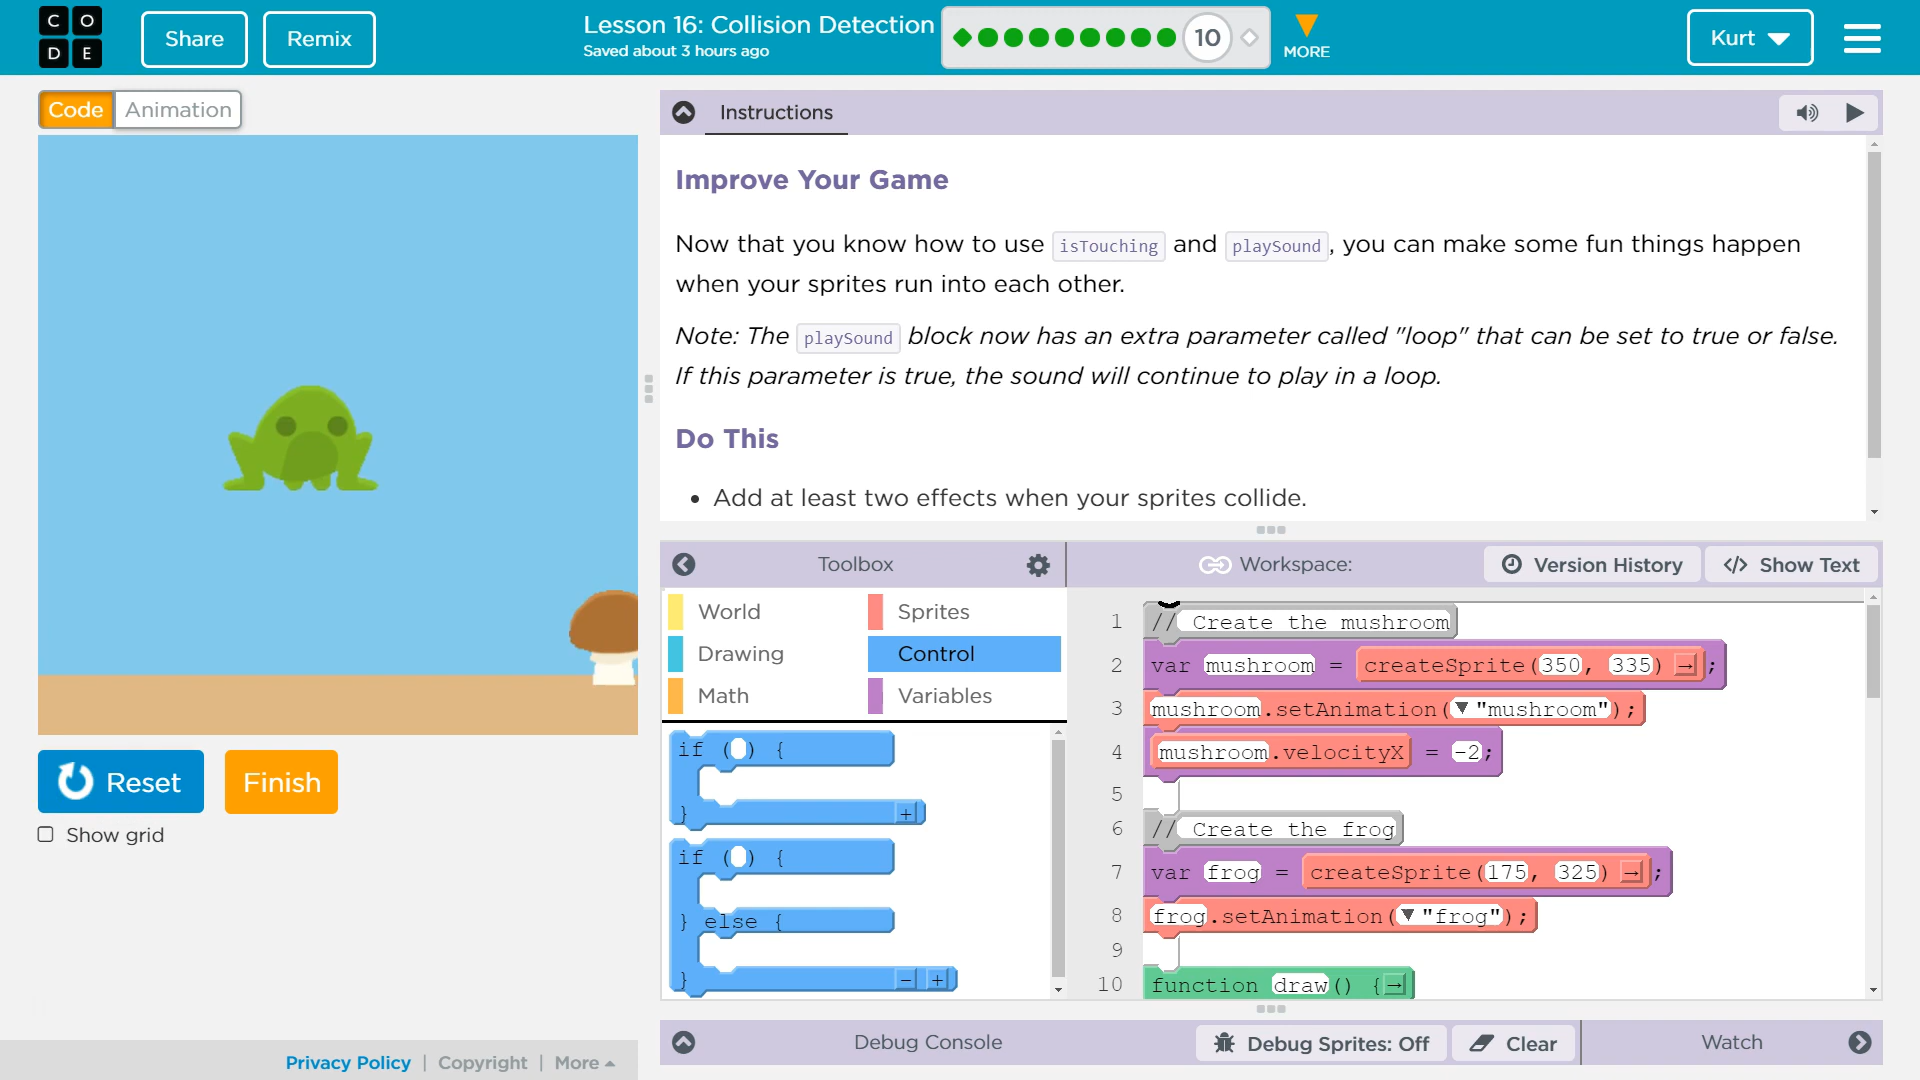 CODE
Share
Remix
Lesson 16: Collision Detection
Saved about 3 hours ago
10
MORE
Kurt
Code
Animation
Reset
Finish
Show grid
Privacy Policy | Copyright | More
Instructions
Improve Your Game
Now that you know how to use isTouching and playSound, you can make some fun things happen
when your sprites run into each other.
Note: The playSound block now has an extra parameter called "loop" that can be set to true or false.
If this parameter is true, the sound will continue to play in a loop.
Do This
• Add at least two effects when your sprites collide.
Toolbox
World
Sprites
Drawing
Control
Math
Variables
if ( ) {
} +
if ( ) {
} else {
} - +
Workspace:
Version History
</> Show Text
1 // Create the mushroom
2 var mushroom = createSprite(350, 335) → ;
3 mushroom.setAnimation(▼ "mushroom");
4 mushroom.velocityX = -2;
5
6 // Create the frog
7 var frog = createSprite(175, 325) → ;
8 frog.setAnimation(▼ "frog");
9
10 function draw() { →
Debug Console
Debug Sprites: Off
Clear
Watch